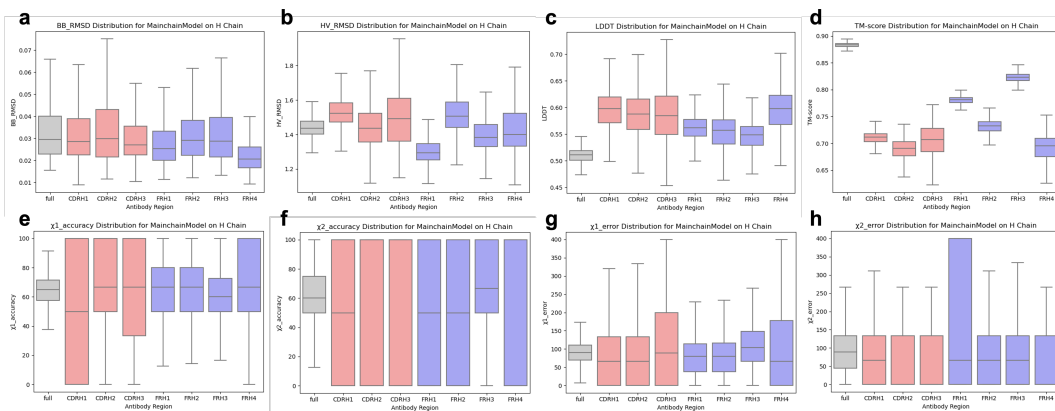 a
BB_RMSD Distribution for MainchainModel on H Chain
BB_RMSD
0.07
0.06
0.05
0.04
0.03
0.02
0.01
full CDRH1 CDRH2 CDRH3 FRH1 FRH2 FRH3 FRH4
Antibody Region
b
HV_RMSD Distribution for MainchainModel on H Chain
HV_RMSD
1.8
1.6
1.4
1.2
full CDRH1 CDRH2 CDRH3 FRH1 FRH2 FRH3 FRH4
Antibody Region
c
LDDT Distribution for MainchainModel on H Chain
LDDT
0.70
0.65
0.60
0.55
0.50
0.45
full CDRH1 CDRH2 CDRH3 FRH1 FRH2 FRH3 FRH4
Antibody Region
d
TM-score Distribution for MainchainModel on H Chain
TM-score
0.90
0.85
0.80
0.75
0.70
0.65
full CDRH1 CDRH2 CDRH3 FRH1 FRH2 FRH3 FRH4
Antibody Region
e
χ1_accuracy Distribution for MainchainModel on H Chain
χ1_accuracy
100
80
60
40
20
0
full CDRH1 CDRH2 CDRH3 FRH1 FRH2 FRH3 FRH4
Antibody Region
f
χ2_accuracy Distribution for MainchainModel on H Chain
χ2_accuracy
100
80
60
40
20
0
full CDRH1 CDRH2 CDRH3 FRH1 FRH2 FRH3 FRH4
Antibody Region
g
χ1_error Distribution for MainchainModel on H Chain
χ1_error
400
350
300
250
200
150
100
50
0
full CDRH1 CDRH2 CDRH3 FRH1 FRH2 FRH3 FRH4
Antibody Region
h
χ2_error Distribution for MainchainModel on H Chain
χ2_error
400
350
300
250
200
150
100
50
0
full CDRH1 CDRH2 CDRH3 FRH1 FRH2 FRH3 FRH4
Antibody Region